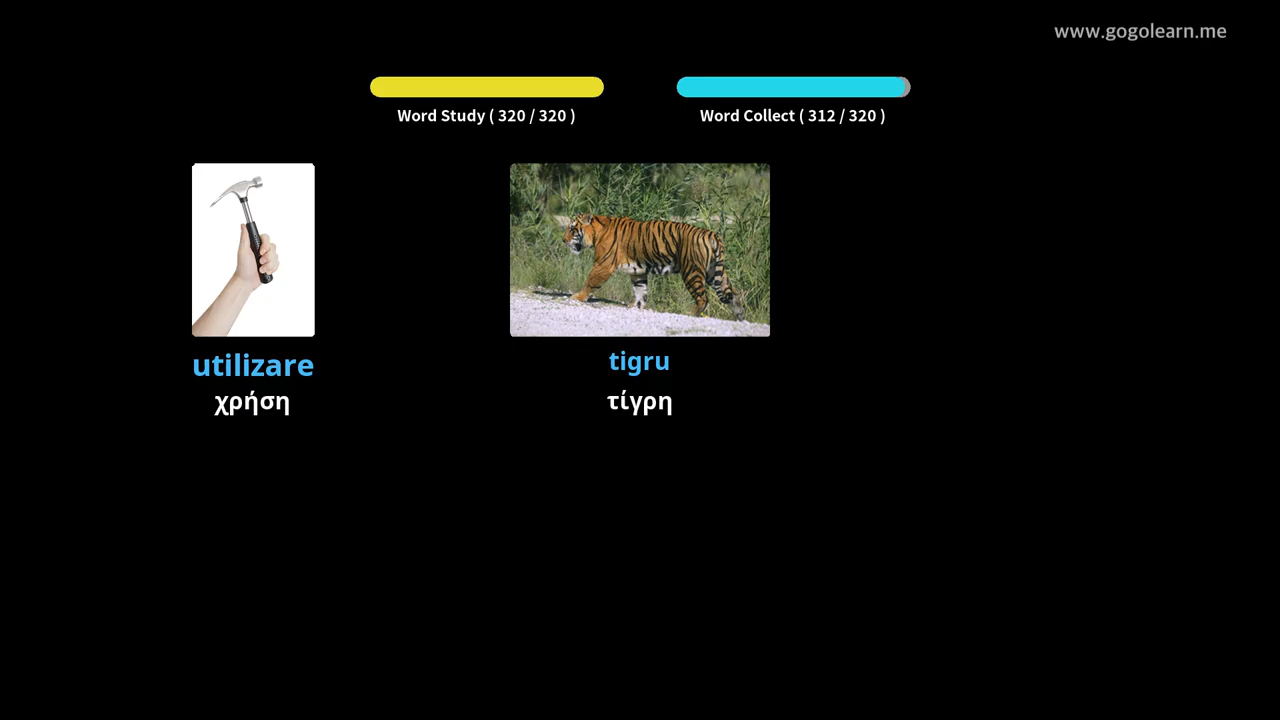 www.gogolearn.me
Word Study ( 320 / 320 )
Word Collect ( 312 / 320 )
utilizare
χρήση
tigru
τίγρη